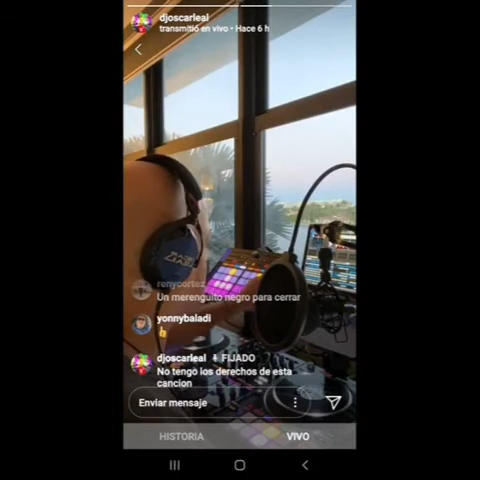 djoscarleal
transmitió en vivo • Hace 6 h
renycortez
Un merenguito negro para cerrar
yonnybaladi
djoscarleal FIJADO
No tengo los derechos de esta
cancion
Enviar mensaje
HISTORIA
VIVO